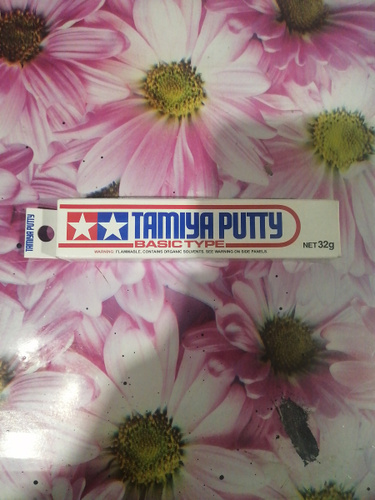 TAMIYA PUTTY
TAMIYA PUTTY
BASIC TYPE
NET 32g
WARNING: FLAMMABLE, CONTAINS ORGANIC SOLVENTS. SEE WARNING ON SIDE PANELS.